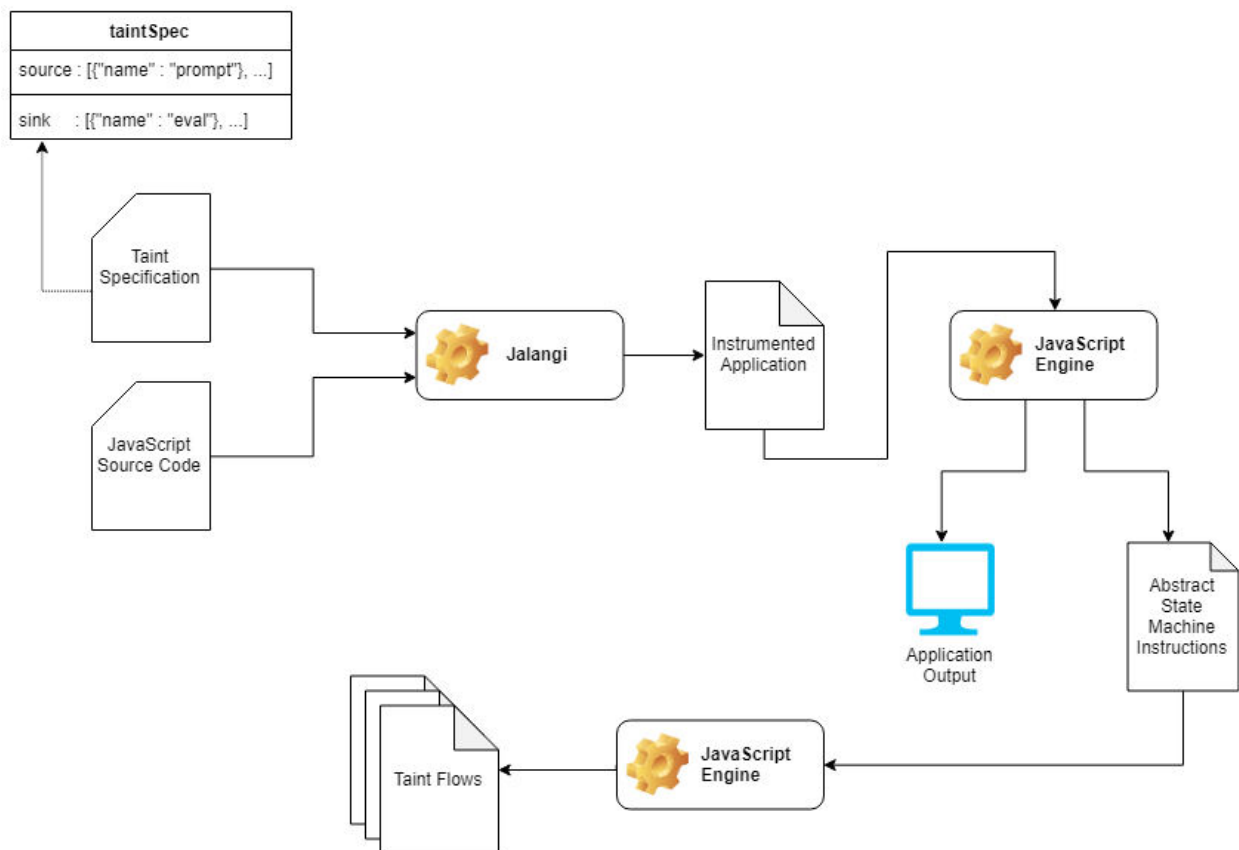 taintSpec
source : [{"name" : "prompt"}, ...]
sink : [{"name" : "eval"}, ...]
Taint
Specification
JavaScript
Source Code
Jalangi
Instrumented
Application
JavaScript
Engine
Application
Output
Abstract
State
Machine
Instructions
JavaScript
Engine
Taint Flows